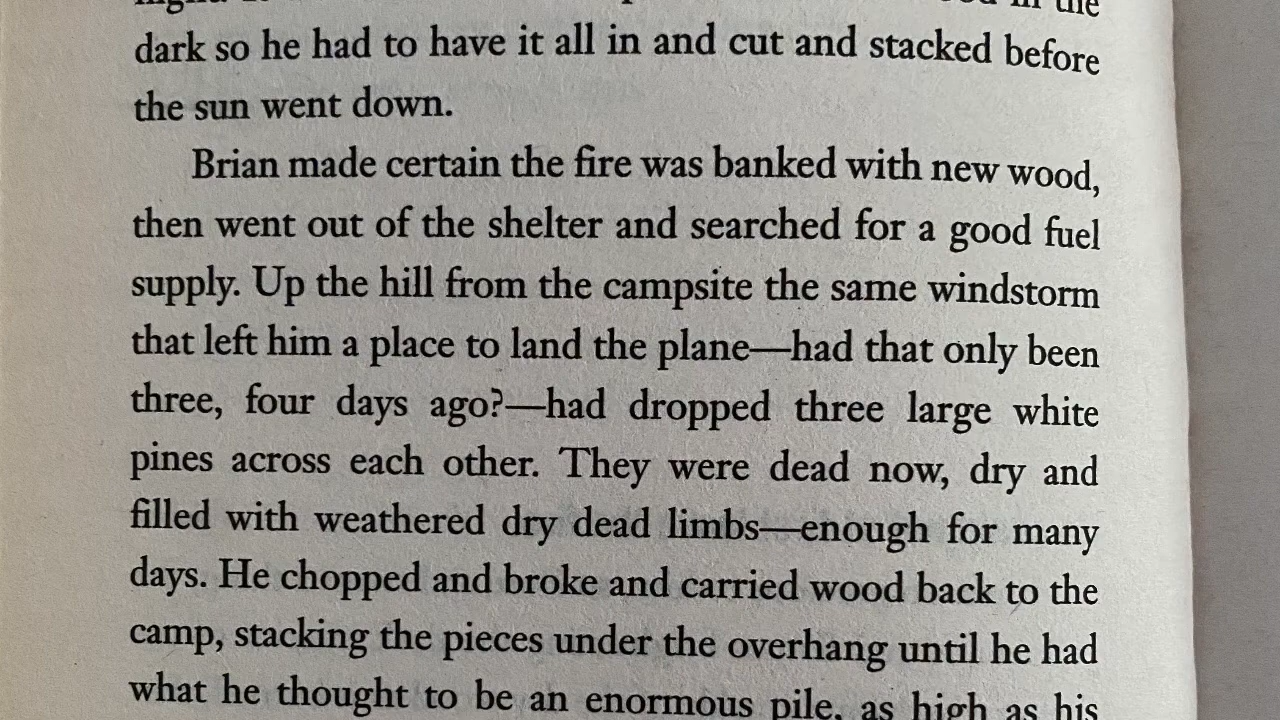 in the
dark so he had to have it all in and cut and stacked before
the sun went down.
Brian made certain the fire was banked with new wood,
then went out of the shelter and searched for a good fuel
supply. Up the hill from the campsite the same windstorm
that left him a place to land the plane—had that only been
three, four days ago?—had dropped three large white
pines across each other. They were dead now, dry and
filled with weathered dry dead limbs—enough for many
days. He chopped and broke and carried wood back to the
camp, stacking the pieces under the overhang until he had
what he thought to be an enormous pile, as high as his